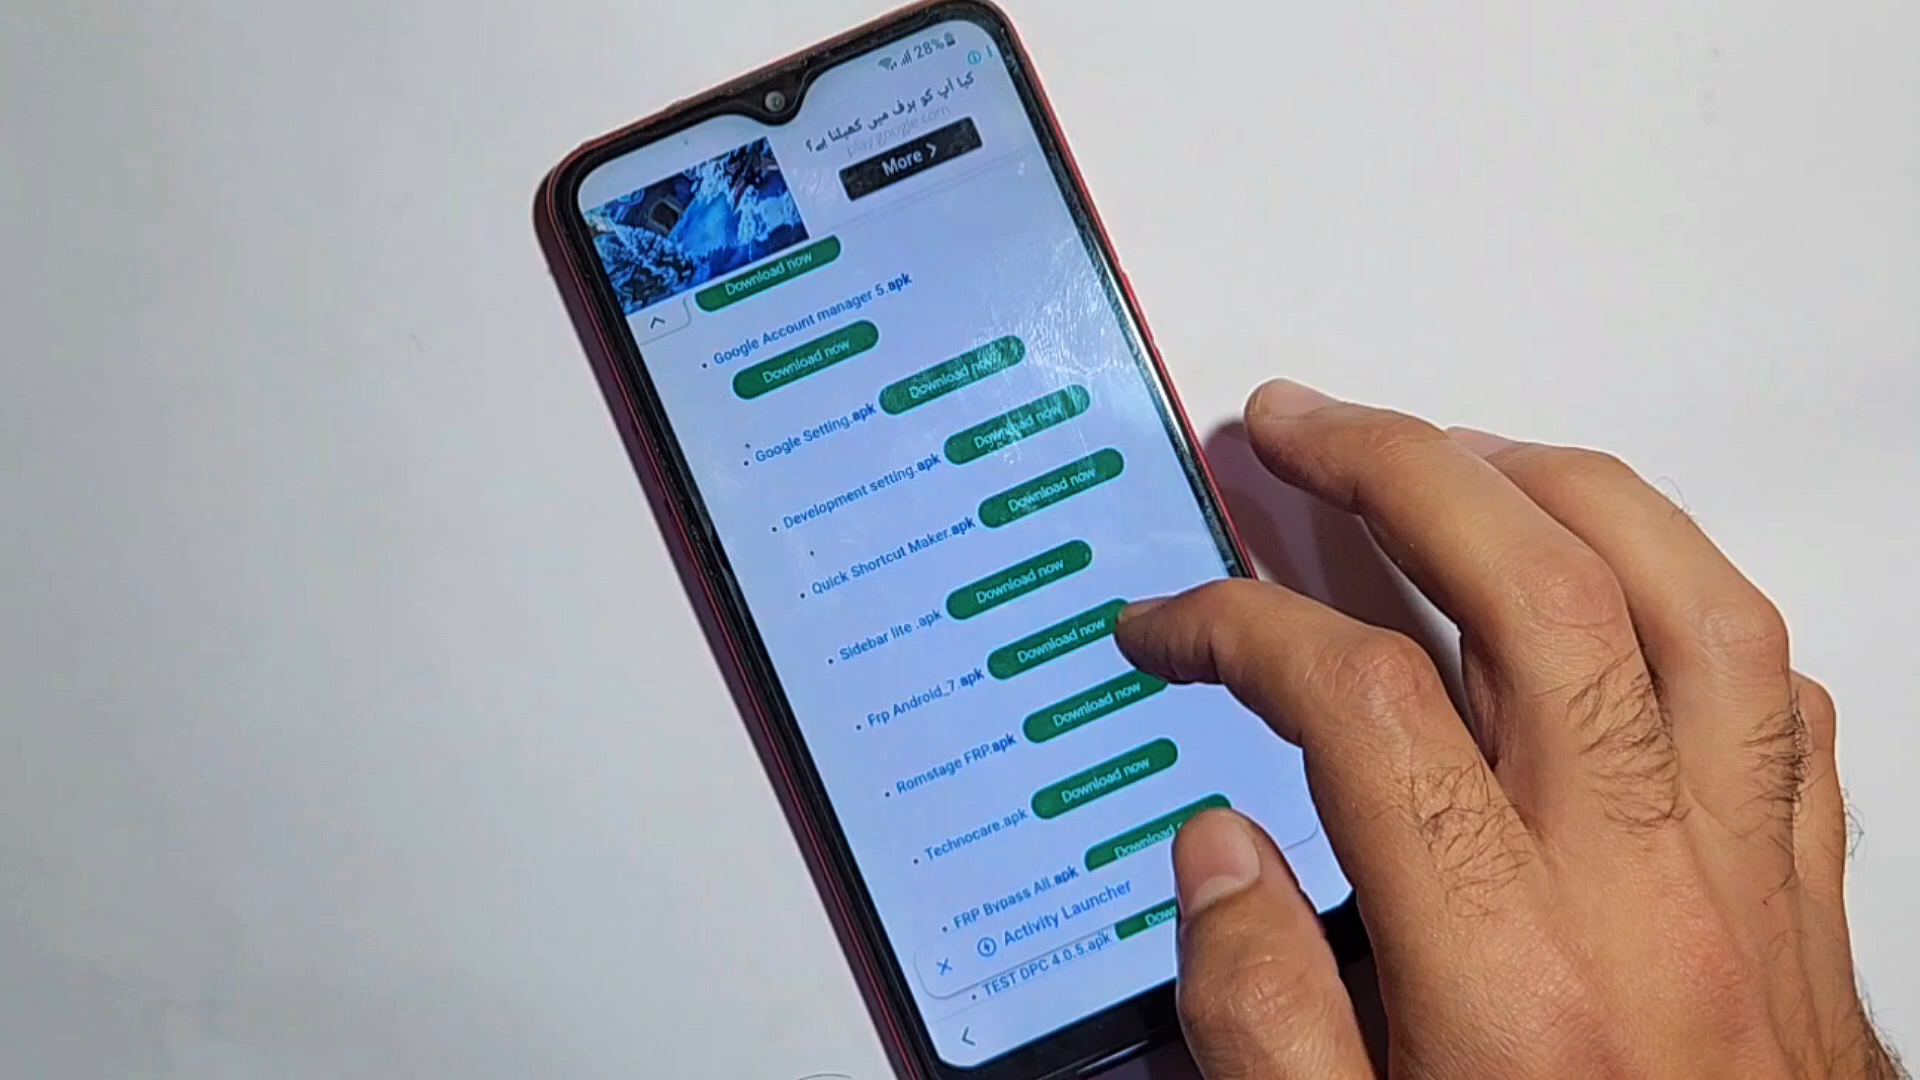 28%
کیا آپ کو برف میں کھیلنا ہے؟
play.google.com
More >
Download now
Google Account manager 5.apk
Download now
Google Setting.apk Download now
Development setting.apk Download now
Quick Shortcut Maker.apk Download now
Sidebar lite .apk Download now
Frp Android_7.apk Download now
Romstage FRP.apk Download now
Technocare.apk Download now
FRP Bypass All.apk Download
Activity Launcher
TEST DPC 4.0.5.apk Dow